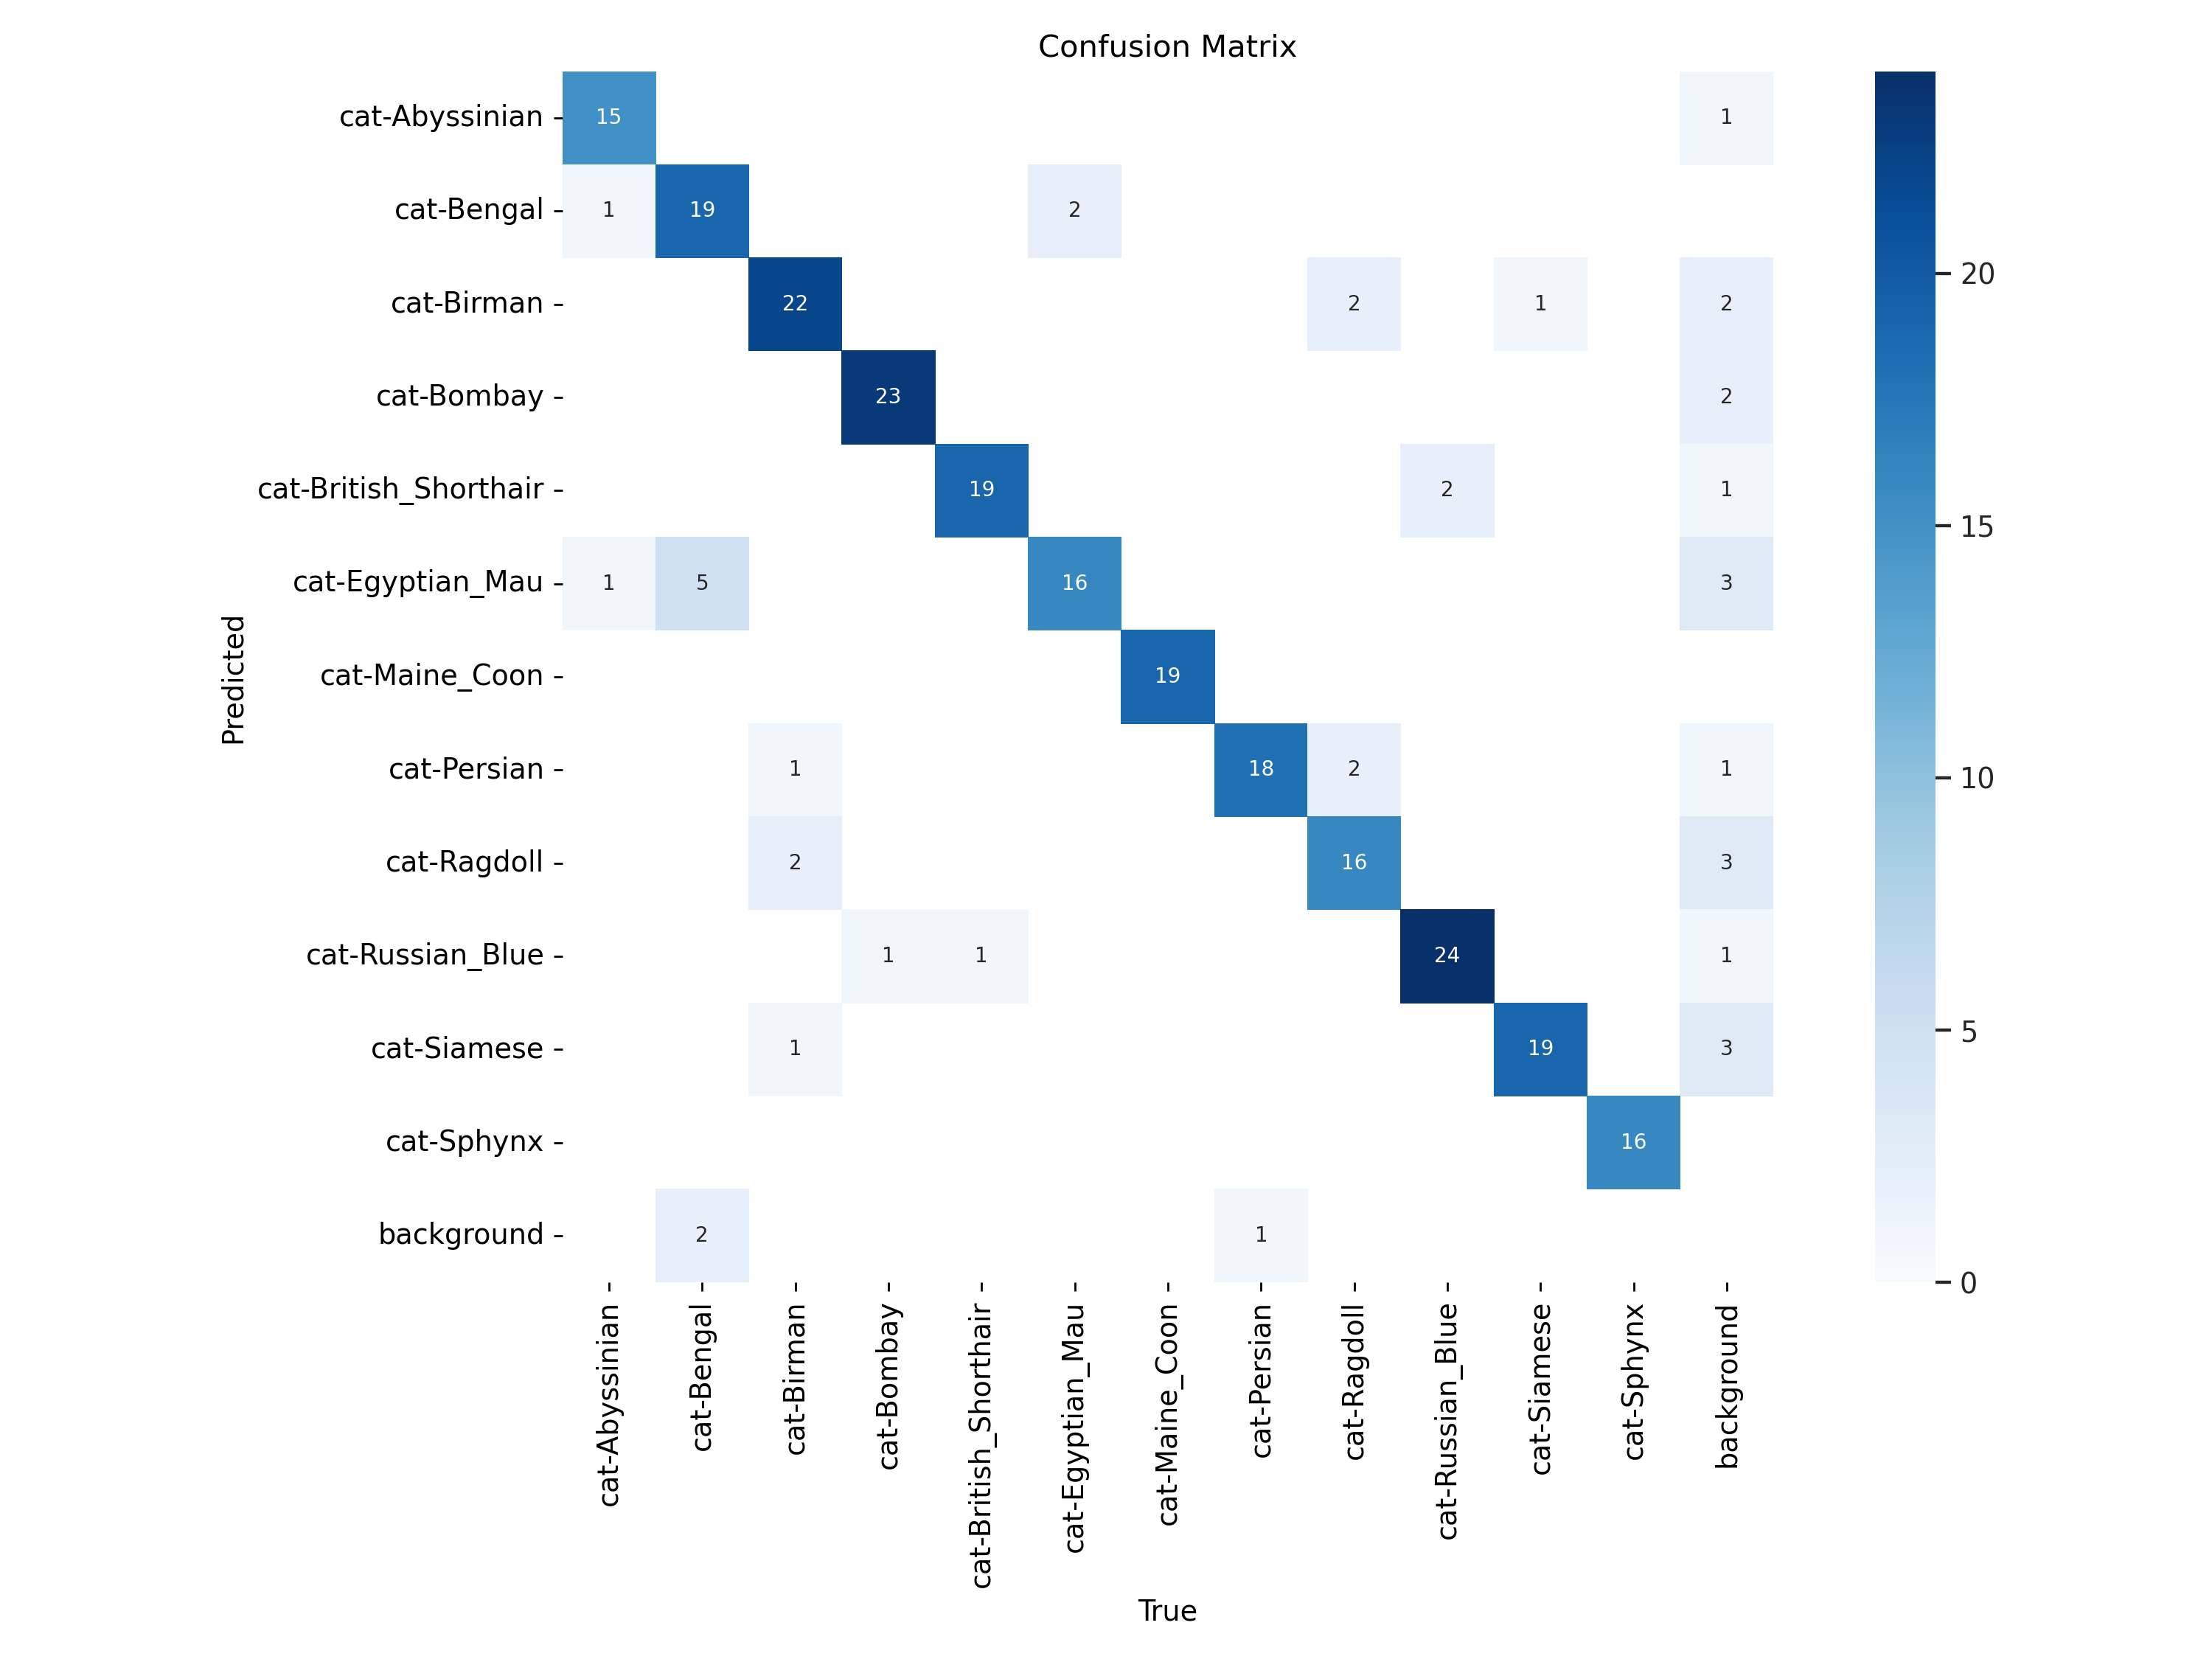 Confusion Matrix
cat-Abyssinian 15 1
cat-Bengal 1 19 2
cat-Birman 22 2 1 2
cat-Bombay 23 2
cat-British_Shorthair 19 2 1
cat-Egyptian_Mau 1 5 16 3
cat-Maine_Coon 19
cat-Persian 1 18 2 1
cat-Ragdoll 2 16 3
cat-Russian_Blue 1 1 24 1
cat-Siamese 1 19 3
cat-Sphynx 16
background 2 1
Predicted
cat-Abyssinian
cat-Bengal
cat-Birman
cat-Bombay
cat-British_Shorthair
cat-Egyptian_Mau
cat-Maine_Coon
cat-Persian
cat-Ragdoll
cat-Russian_Blue
cat-Siamese
cat-Sphynx
background
True
20
15
10
5
0